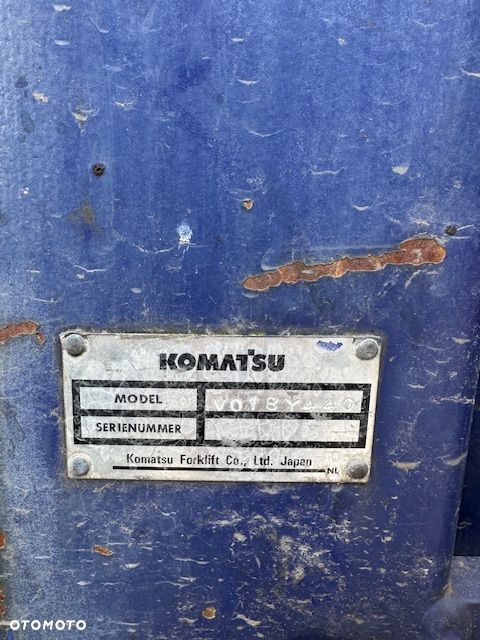 KOMATSU
MODEL
SERIENUMMER
Komatsu Forklift Co., Ltd. Japan
NL
OTOMOTO